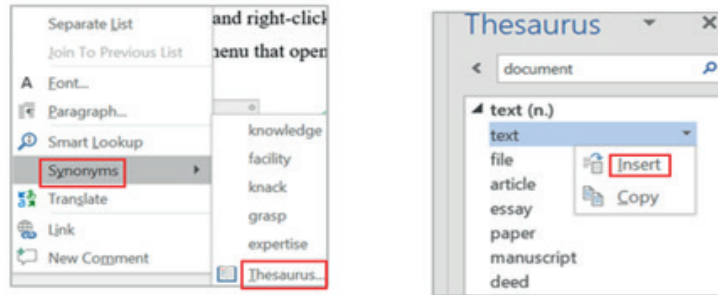 Separate List
Join To Previous List
A Font...
Paragraph...
Smart Lookup
Synonyms
Translate
Link
New Comment
and right-click
menu that open
knowledge
facility
knack
grasp
expertise
Thesaurus...
Thesaurus
document
text (n.)
text
file
article
essay
paper
manuscript
deed
Insert
Copy